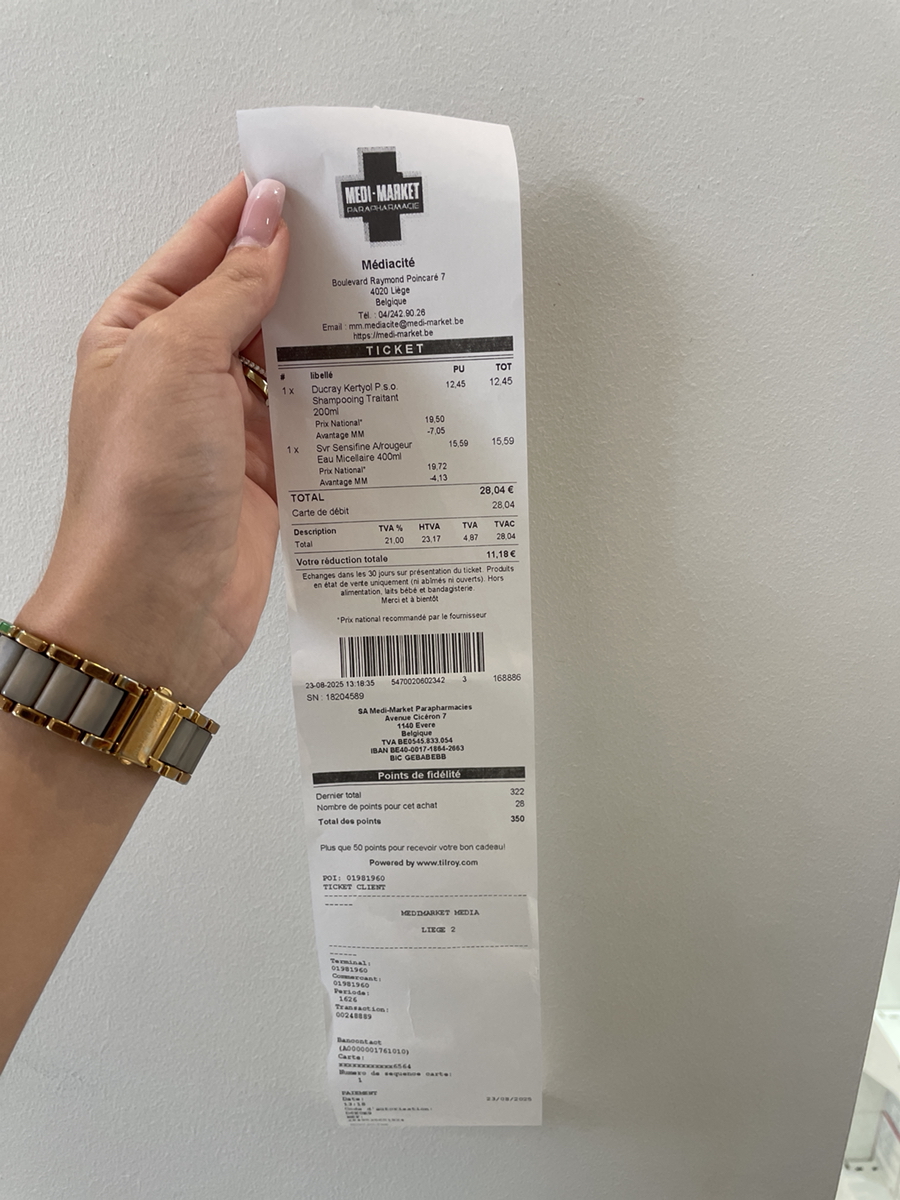 MEDI-MARKET
PARAPHARMACIE
Médiacité
Boulevard Raymond Poincaré 7
4020 Liège
Belgique
Tél. : 04/242.90.26
Email : mm.mediacite@medi-market.be
https://medi-market.be
TICKET
# libellé PU TOT
1 x Ducray Kertyol P.s.o. 12,45 12,45
Shampooing Traitant
200ml
Prix National* 19,50
Avantage MM -7,05
1 x Svr Sensifine A/rougeur 15,59 15,59
Eau Micellaire 400ml
Prix National* 19,72
Avantage MM -4,13
TOTAL 28,04 €
Carte de débit 28,04
Description TVA % HTVA TVA TVAC
Total 21,00 23,17 4,87 28,04
Votre réduction totale 11,18 €
Echanges dans les 30 jours sur présentation du ticket. Produits
en état de vente uniquement (ni abîmés ni ouverts). Hors
alimentation, laits bébé et bandagisterie.
Merci et à bientôt
*Prix national recommandé par le fournisseur
23-08-2025 13:18:35 5470020602342 3 168886
SN : 18204589
SA Medi-Market Parapharmacies
Avenue Cicéron 7
1140 Evere
Belgique
TVA BE0545.833.054
IBAN BE40-0017-1864-2663
BIC GEBABEBB
Points de fidélité
Dernier total 322
Nombre de points pour cet achat 28
Total des points 350
Plus que 50 points pour recevoir votre bon cadeau!
Powered by www.tilroy.com
POI: 01981960
TICKET CLIENT
MEDIMARKET MEDIA
LIEGE 2
Terminal:
01981960
Commercant:
01981960
Periode:
1626
Transaction:
00248889
Bancontact
(A0000001761010)
Carte:
xxxxxxxxxxxxx6564
Numero de sequence carte:
1
PAIEMENT
Date: 23/08/2025
13:18
Code d'autorisation: